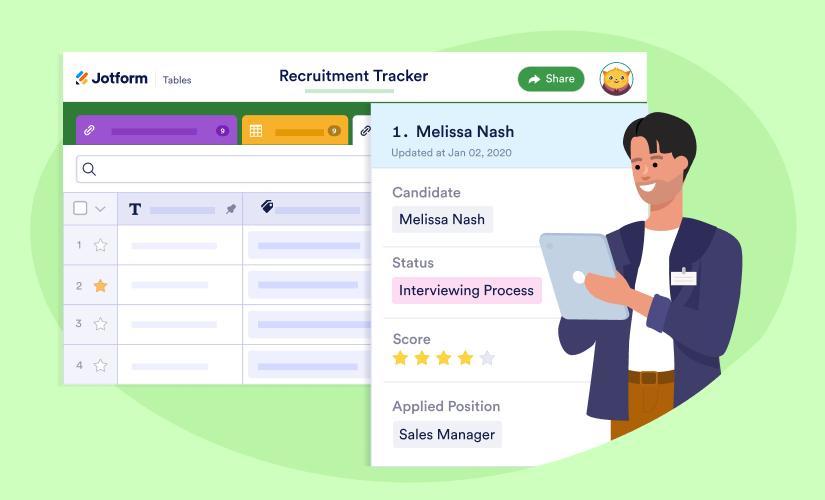 Jotform Tables
Recruitment Tracker
Share
9
9
1. Melissa Nash
Updated at Jan 02, 2020
Candidate
Melissa Nash
Status
Interviewing Process
Score
Applied Position
Sales Manager
T
1
2
3
4